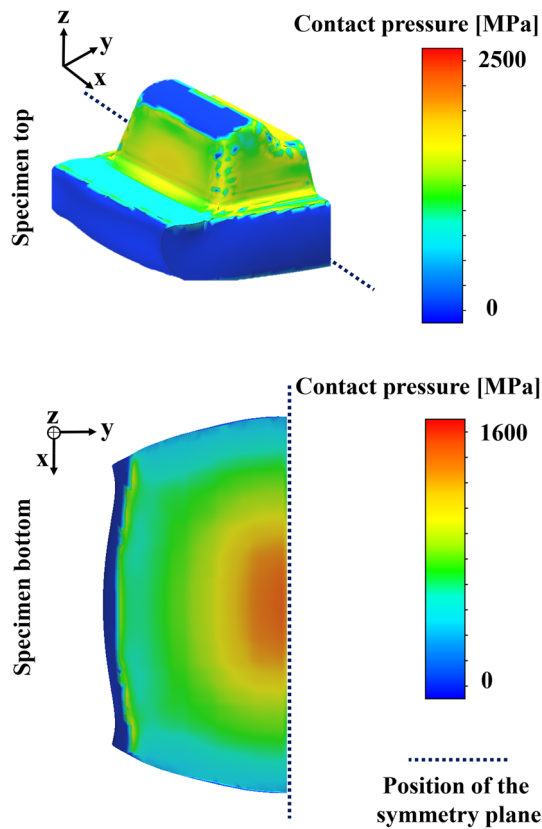 Contact pressure [MPa]
z
y
x
2500
Specimen top
0
Contact pressure [MPa]
z
y
x
1600
Specimen bottom
0
Position of the
symmetry plane